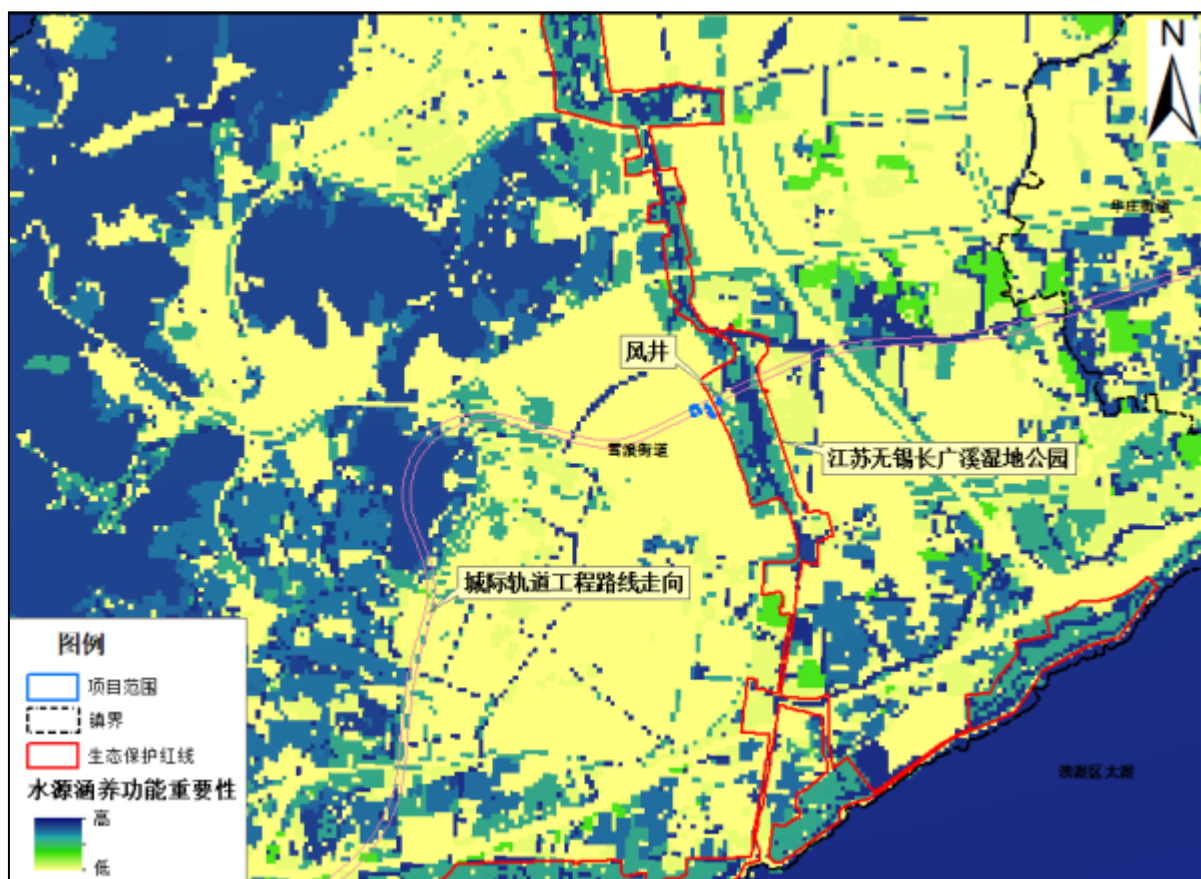 N
华庄街道
风井
雪浪街道
江苏无锡长广溪湿地公园
城际轨道工程路线走向
滨湖区太湖
图例
项目范围
镇界
生态保护红线
水源涵养功能重要性
高
低